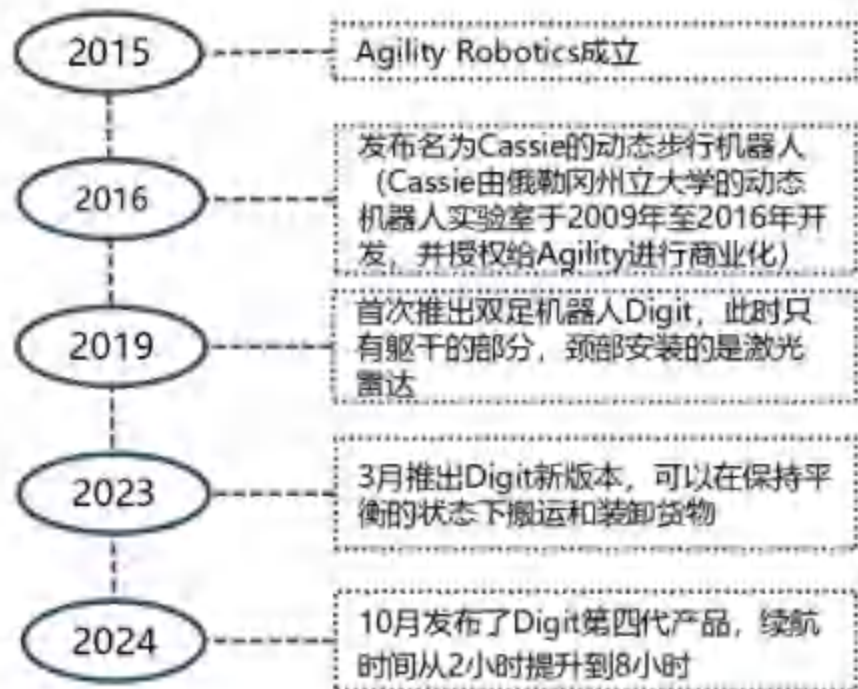 2015
Agility Robotics成立
2016
发布名为Cassie的动态步行机器人
（Cassie由俄勒冈州立大学的动态
机器人实验室于2009年至2016年开
发，并授权给Agility进行商业化）
2019
首次推出双足机器人Digit，此时只
有躯干的部分，颈部安装的是激光
雷达
2023
3月推出Digit新版本，可以在保持平
衡的状态下搬运和装卸货物
2024
10月发布了Digit第四代产品，续航
时间从2小时提升到8小时